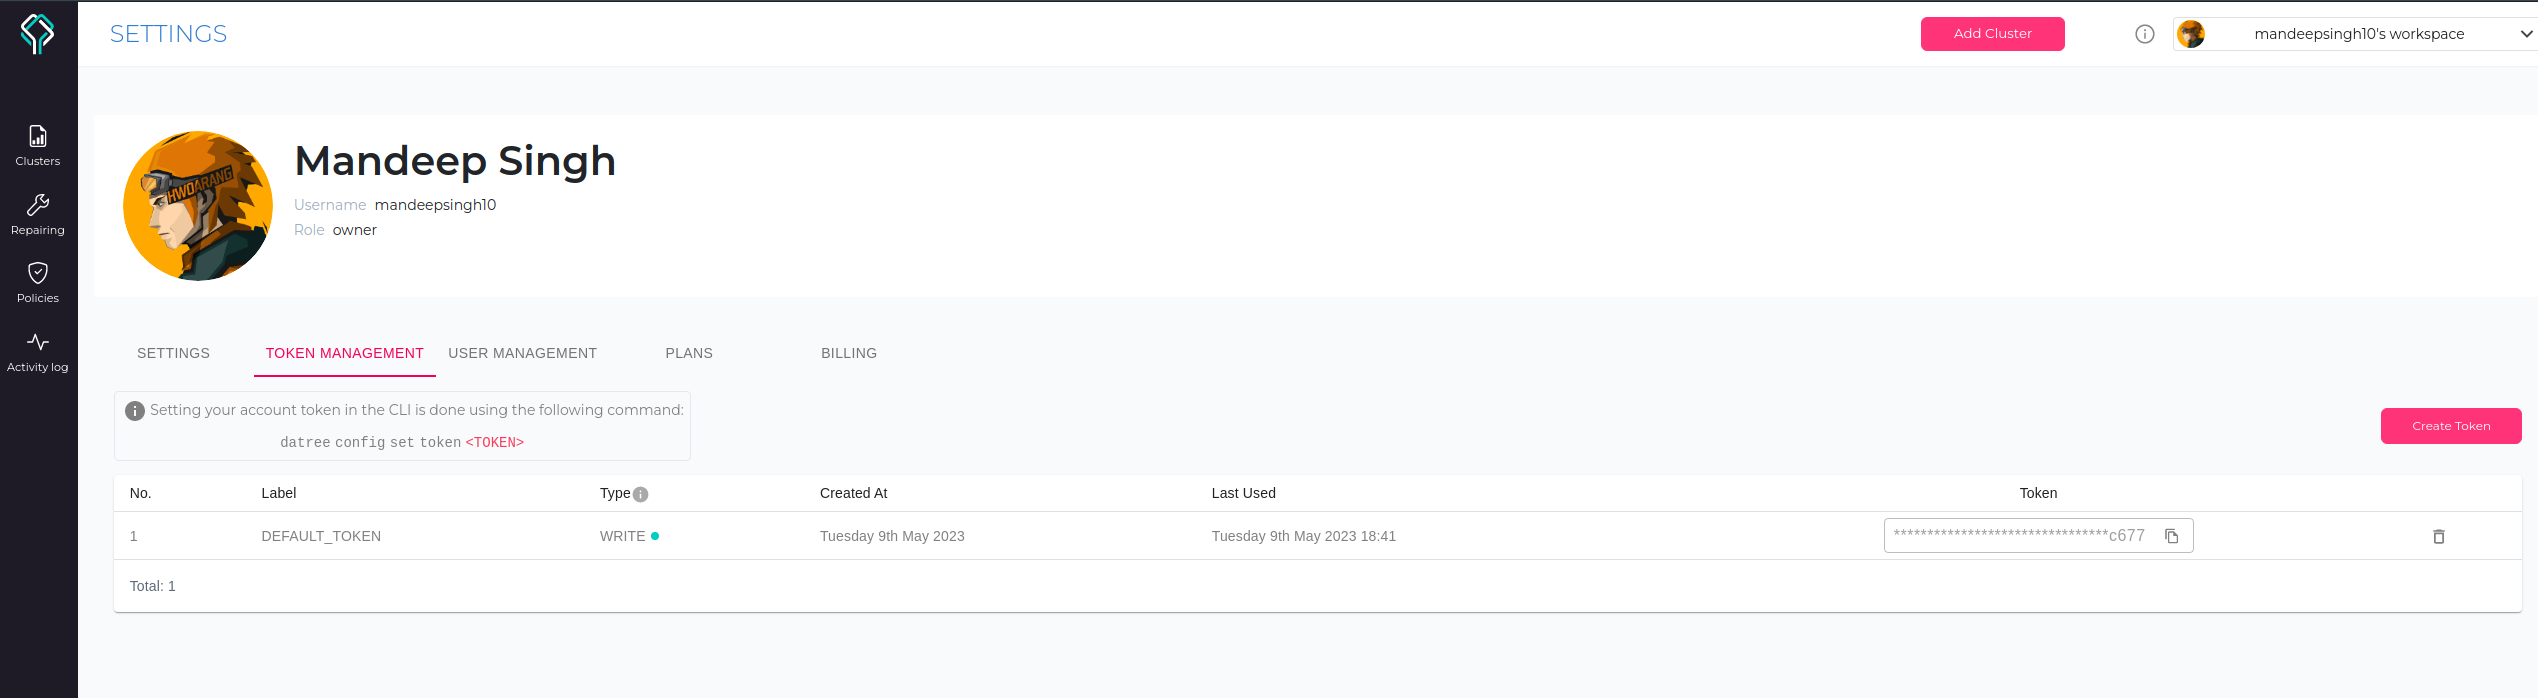 SETTINGS
Add Cluster
mandeepsingh10's workspace
Clusters
Repairing
Policies
Activity log
HWOARANG
Mandeep Singh
Username mandeepsingh10
Role owner
SETTINGS TOKEN MANAGEMENT USER MANAGEMENT PLANS BILLING
Setting your account token in the CLI is done using the following command:
datree config set token <TOKEN>
Create Token
No. Label Type Created At Last Used Token
1 DEFAULT_TOKEN WRITE Tuesday 9th May 2023 Tuesday 9th May 2023 18:41 ********************************c677
Total: 1